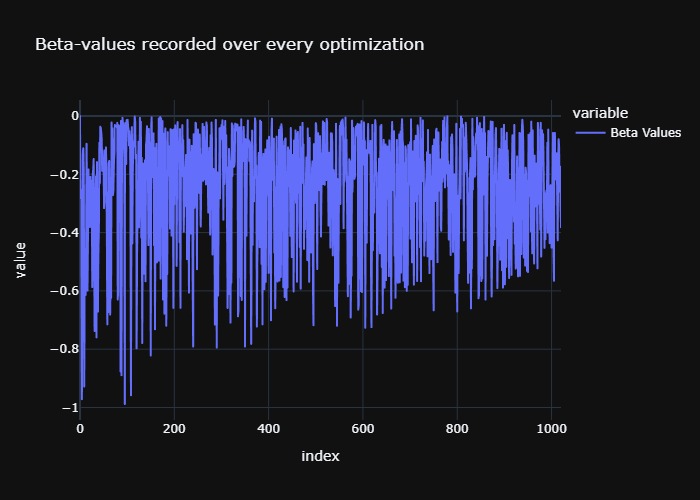 Beta-values recorded over every optimization
variable
Beta Values
value
0
−0.2
−0.4
−0.6
−0.8
−1
0
200
400
600
800
1000
index